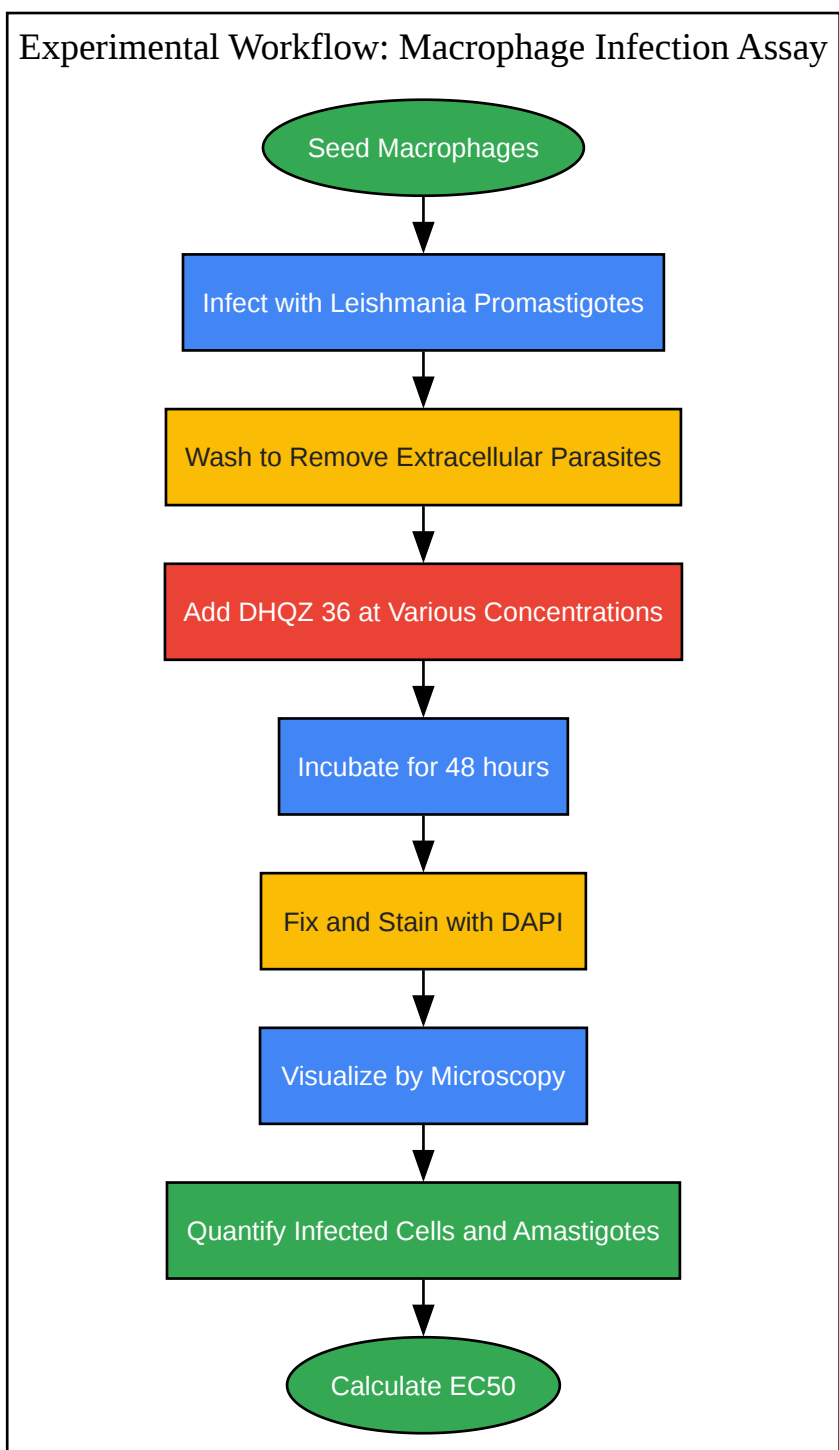 Experimental Workflow: Macrophage Infection Assay
Seed Macrophages
Infect with Leishmania Promastigotes
Wash to Remove Extracellular Parasites
Add DHQZ 36 at Various Concentrations
Incubate for 48 hours
Fix and Stain with DAPI
Visualize by Microscopy
Quantify Infected Cells and Amastigotes
Calculate EC50